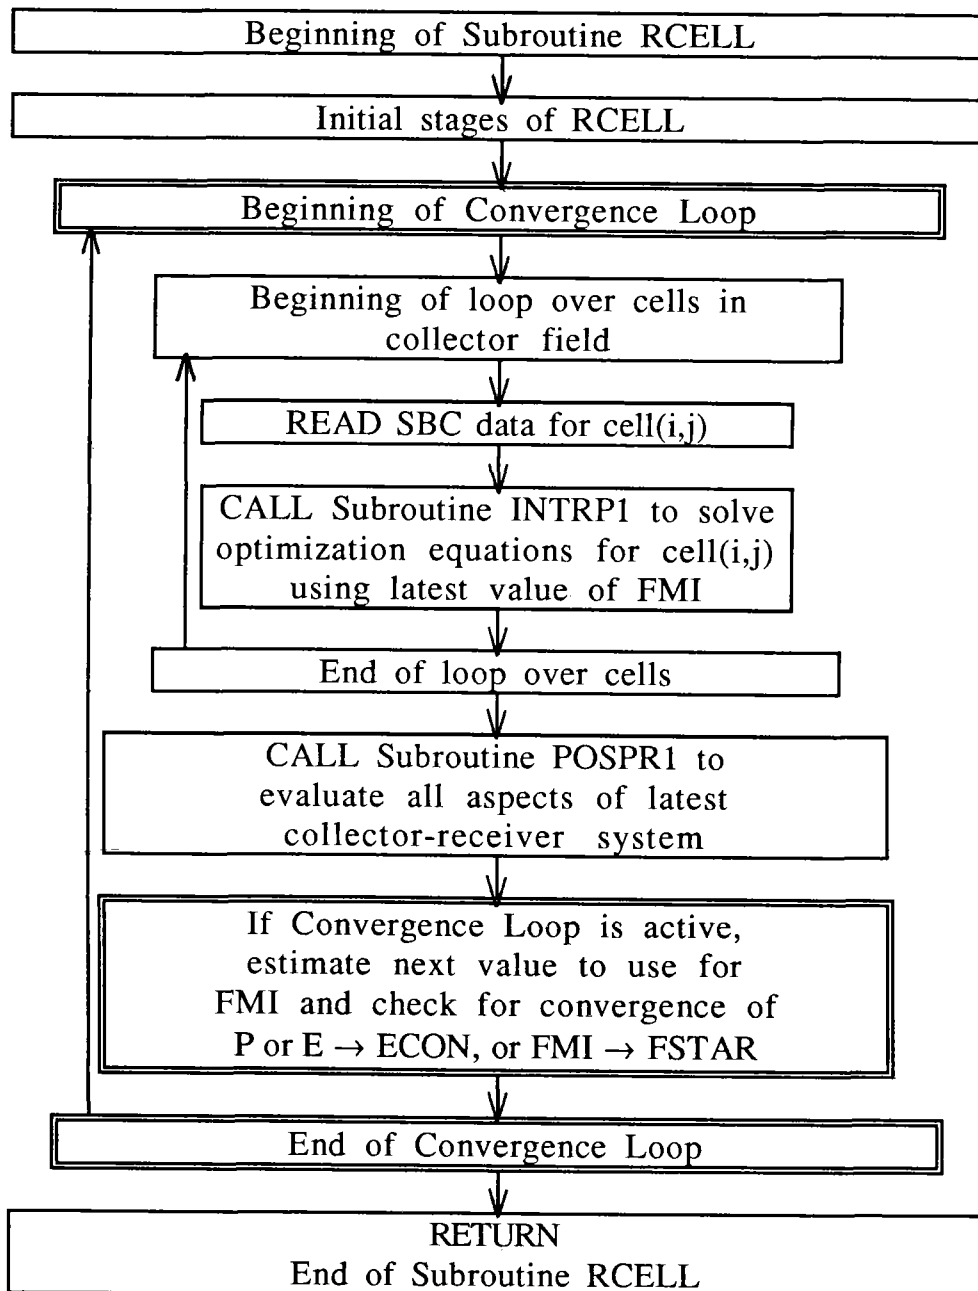 Beginning of Subroutine RCELL
Initial stages of RCELL
Beginning of Convergence Loop
Beginning of loop over cells in
collector field
READ SBC data for cell(i,j)
CALL Subroutine INTRP1 to solve
optimization equations for cell(i,j)
using latest value of FMI
End of loop over cells
CALL Subroutine POSPR1 to
evaluate all aspects of latest
collector-receiver system
If Convergence Loop is active,
estimate next value to use for
FMI and check for convergence of
P or E → ECON, or FMI → FSTAR
End of Convergence Loop
RETURN
End of Subroutine RCELL